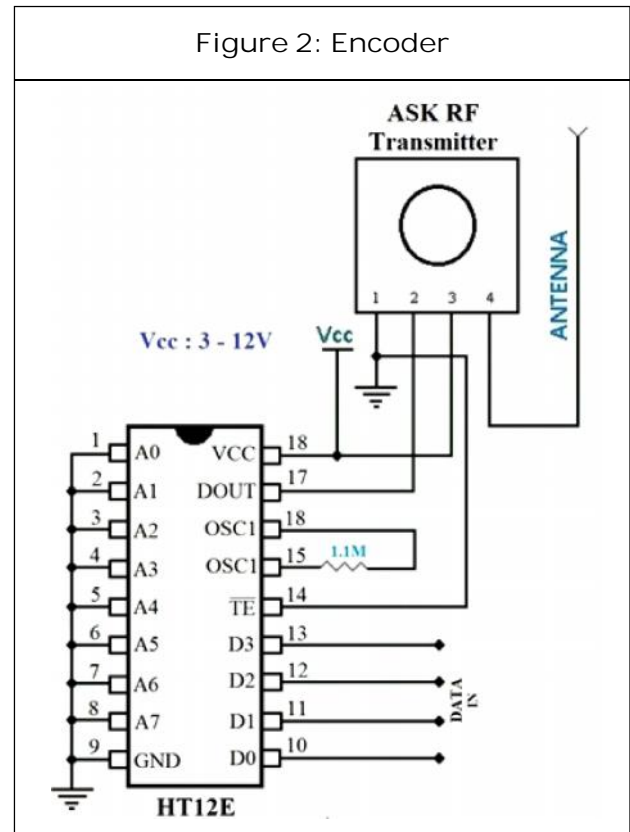 Figure 2: Encoder
ASK RF
Transmitter
1 2 3 4
ANTENNA
Vcc : 3 - 12V
Vcc
1 A0 VCC 18
2 A1 DOUT 17
3 A2 OSC1 18
4 A3 OSC1 15 1.1M
5 A4 TE 14
6 A5 D3 13
7 A6 D2 12
8 A7 D1 11
9 GND D0 10
DATA
IN
HT12E